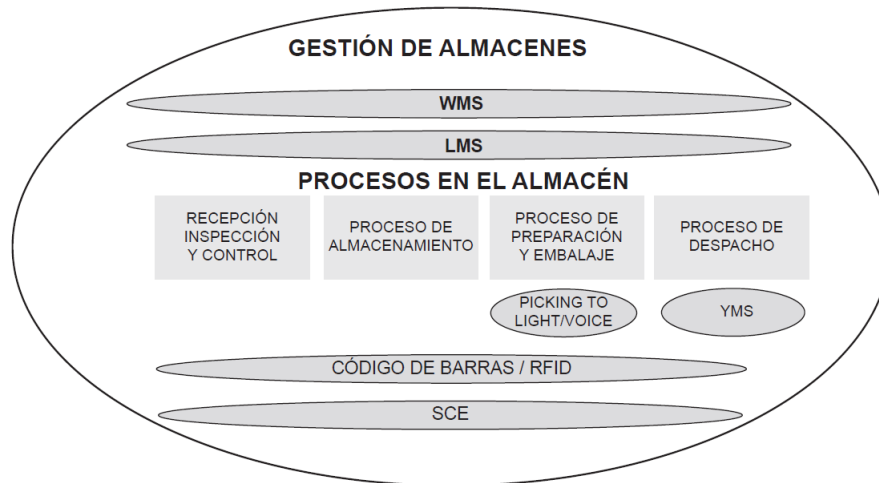 GESTIÓN DE ALMACENES
WMS
LMS
PROCESOS EN EL ALMACÉN
RECEPCIÓN
INSPECCIÓN
Y CONTROL
PROCESO DE
ALMACENAMIENTO
PROCESO DE
PREPARACIÓN
Y EMBALAJE
PROCESO DE
DESPACHO
PICKING TO
LIGHT/VOICE
YMS
CÓDIGO DE BARRAS / RFID
SCE